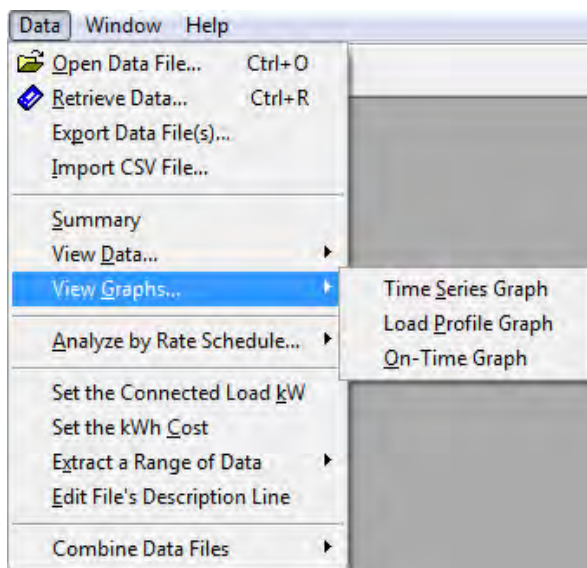 Data Window Help
Open Data File... Ctrl+O
Retrieve Data... Ctrl+R
Export Data File(s)...
Import CSV File...
Summary
View Data...
View Graphs...
Time Series Graph
Load Profile Graph
On-Time Graph
Analyze by Rate Schedule...
Set the Connected Load kW
Set the kWh Cost
Extract a Range of Data
Edit File's Description Line
Combine Data Files